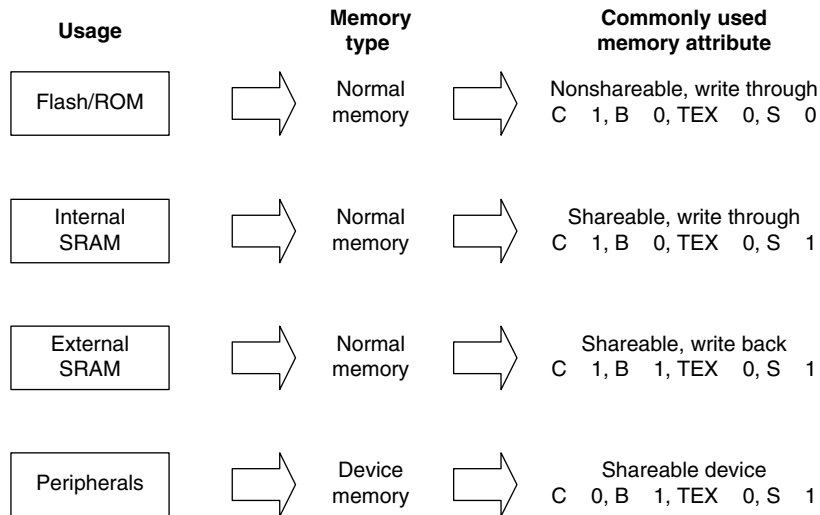 Usage
Memory
type
Commonly used
memory attribute
Flash/ROM
Normal
memory
Nonshareable, write through
C 1, B 0, TEX 0, S 0
Internal
SRAM
Normal
memory
Shareable, write through
C 1, B 0, TEX 0, S 1
External
SRAM
Normal
memory
Shareable, write back
C 1, B 1, TEX 0, S 1
Peripherals
Device
memory
Shareable device
C 0, B 1, TEX 0, S 1